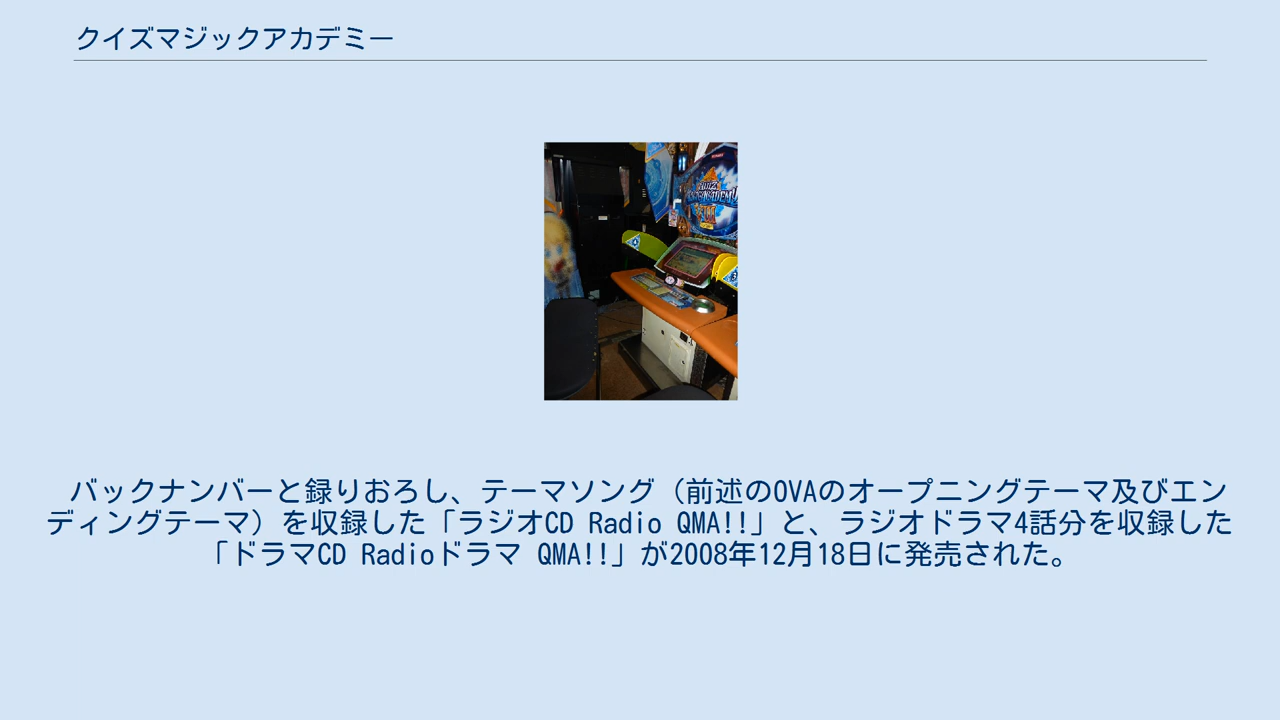 クイズマジックアカデミー
バックナンバーと録りおろし、テーマソング（前述のOVAのオープニングテーマ及びエン
ディングテーマ）を収録した「ラジオCD Radio QMA!!」と、ラジオドラマ4話分を収録した
「ドラマCD Radioドラマ QMA!!」が2008年12月18日に発売された。